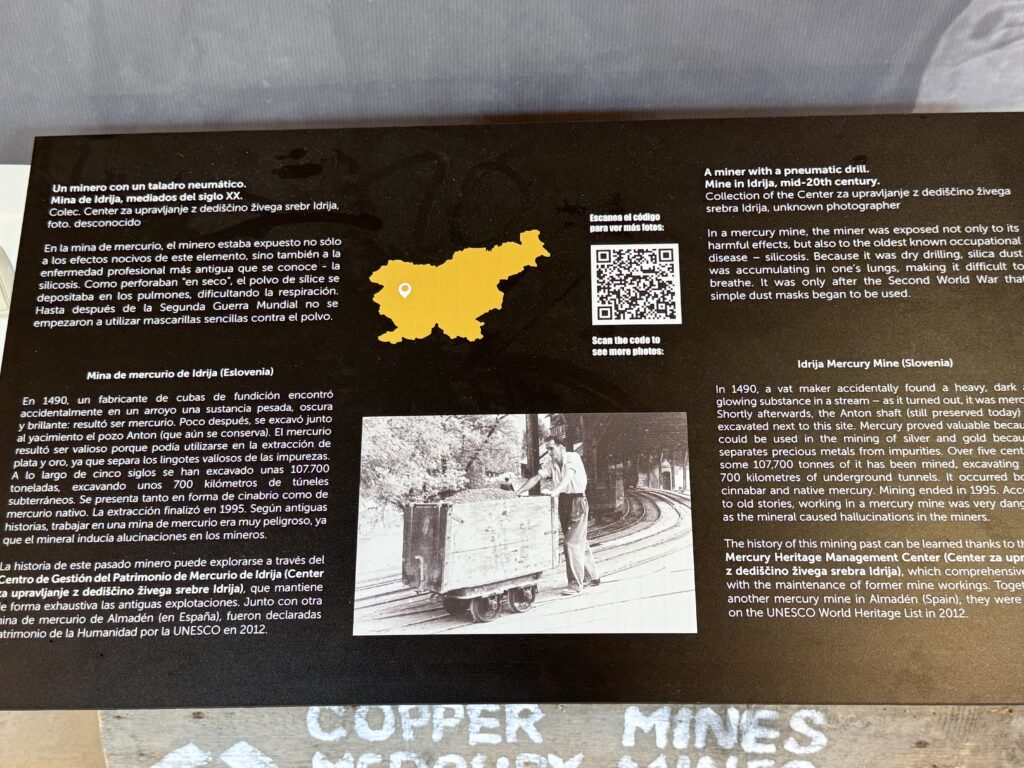 Un minero con un taladro neumático.
Mina de Idrija, mediados del siglo XX.
Colec. Center za upravljanje z dediščino živega srebr Idrija,
foto. desconocido
En la mina de mercurio, el minero estaba expuesto no sólo
a los efectos nocivos de este elemento, sino también a la
enfermedad profesional más antigua que se conoce - la
silicosis. Como perforaban "en seco", el polvo de sílice se
depositaba en los pulmones, dificultando la respiración.
Hasta después de la Segunda Guerra Mundial no se
empezaron a utilizar mascarillas sencillas contra el polvo.
Mina de mercurio de Idrija (Eslovenia)
En 1490, un fabricante de cubas de fundición encontró
accidentalmente en un arroyo una sustancia pesada, oscura
y brillante: resultó ser mercurio. Poco después, se excavó junto
al yacimiento el pozo Anton (que aún se conserva). El mercurio
resultó ser valioso porque podía utilizarse en la extracción de
plata y oro, ya que separa los lingotes valiosos de las impurezas.
A lo largo de cinco siglos se han excavado unas 107.700
toneladas, excavando unos 700 kilómetros de túneles
subterráneos. Se presenta tanto en forma de cinabrio como de
mercurio nativo. La extracción finalizó en 1995. Según antiguas
historias, trabajar en una mina de mercurio era muy peligroso, ya
que el mineral inducía alucinaciones en los mineros.
La historia de este pasado minero puede explorarse a través del
Centro de Gestión del Patrimonio de Mercurio de Idrija (Center
za upravljanje z dediščino živega srebre Idrija), que mantiene
de forma exhaustiva las antiguas explotaciones. Junto con otra
mina de mercurio de Almadén (en España), fueron declaradas
atrimonio de la Humanidad por la UNESCO en 2012.
Escanee el código
para ver más fotos:
Scan the code to
see more photos:
A miner with a pneumatic drill.
Mine in Idrija, mid-20th century.
Collection of the Center za upravljanje z dediščino živega
srebra Idrija, unknown photographer
In a mercury mine, the miner was exposed not only to its
harmful effects, but also to the oldest known occupational
disease – silicosis. Because it was dry drilling, silica dust
was accumulating in one's lungs, making it difficult to
breathe. It was only after the Second World War that
simple dust masks began to be used.
Idrija Mercury Mine (Slovenia)
In 1490, a vat maker accidentally found a heavy, dark
glowing substance in a stream – as it turned out, it was merc
Shortly afterwards, the Anton shaft (still preserved today)
excavated next to this site. Mercury proved valuable becau
could be used in the mining of silver and gold becau
separates precious metals from impurities. Over five cent
some 107,700 tonnes of it has been mined, excavating
700 kilometres of underground tunnels. It occurred bo
cinnabar and native mercury. Mining ended in 1995. Acco
to old stories, working in a mercury mine was very dang
as the mineral caused hallucinations in the miners.
The history of this mining past can be learned thanks to th
Mercury Heritage Management Center (Center za upr
z dediščino živega srebra Idrija), which comprehensive
with the maintenance of former mine workings. Toget
another mercury mine in Almadén (Spain), they were
on the UNESCO World Heritage List in 2012.
COPPER MINES
MERCURY MINES